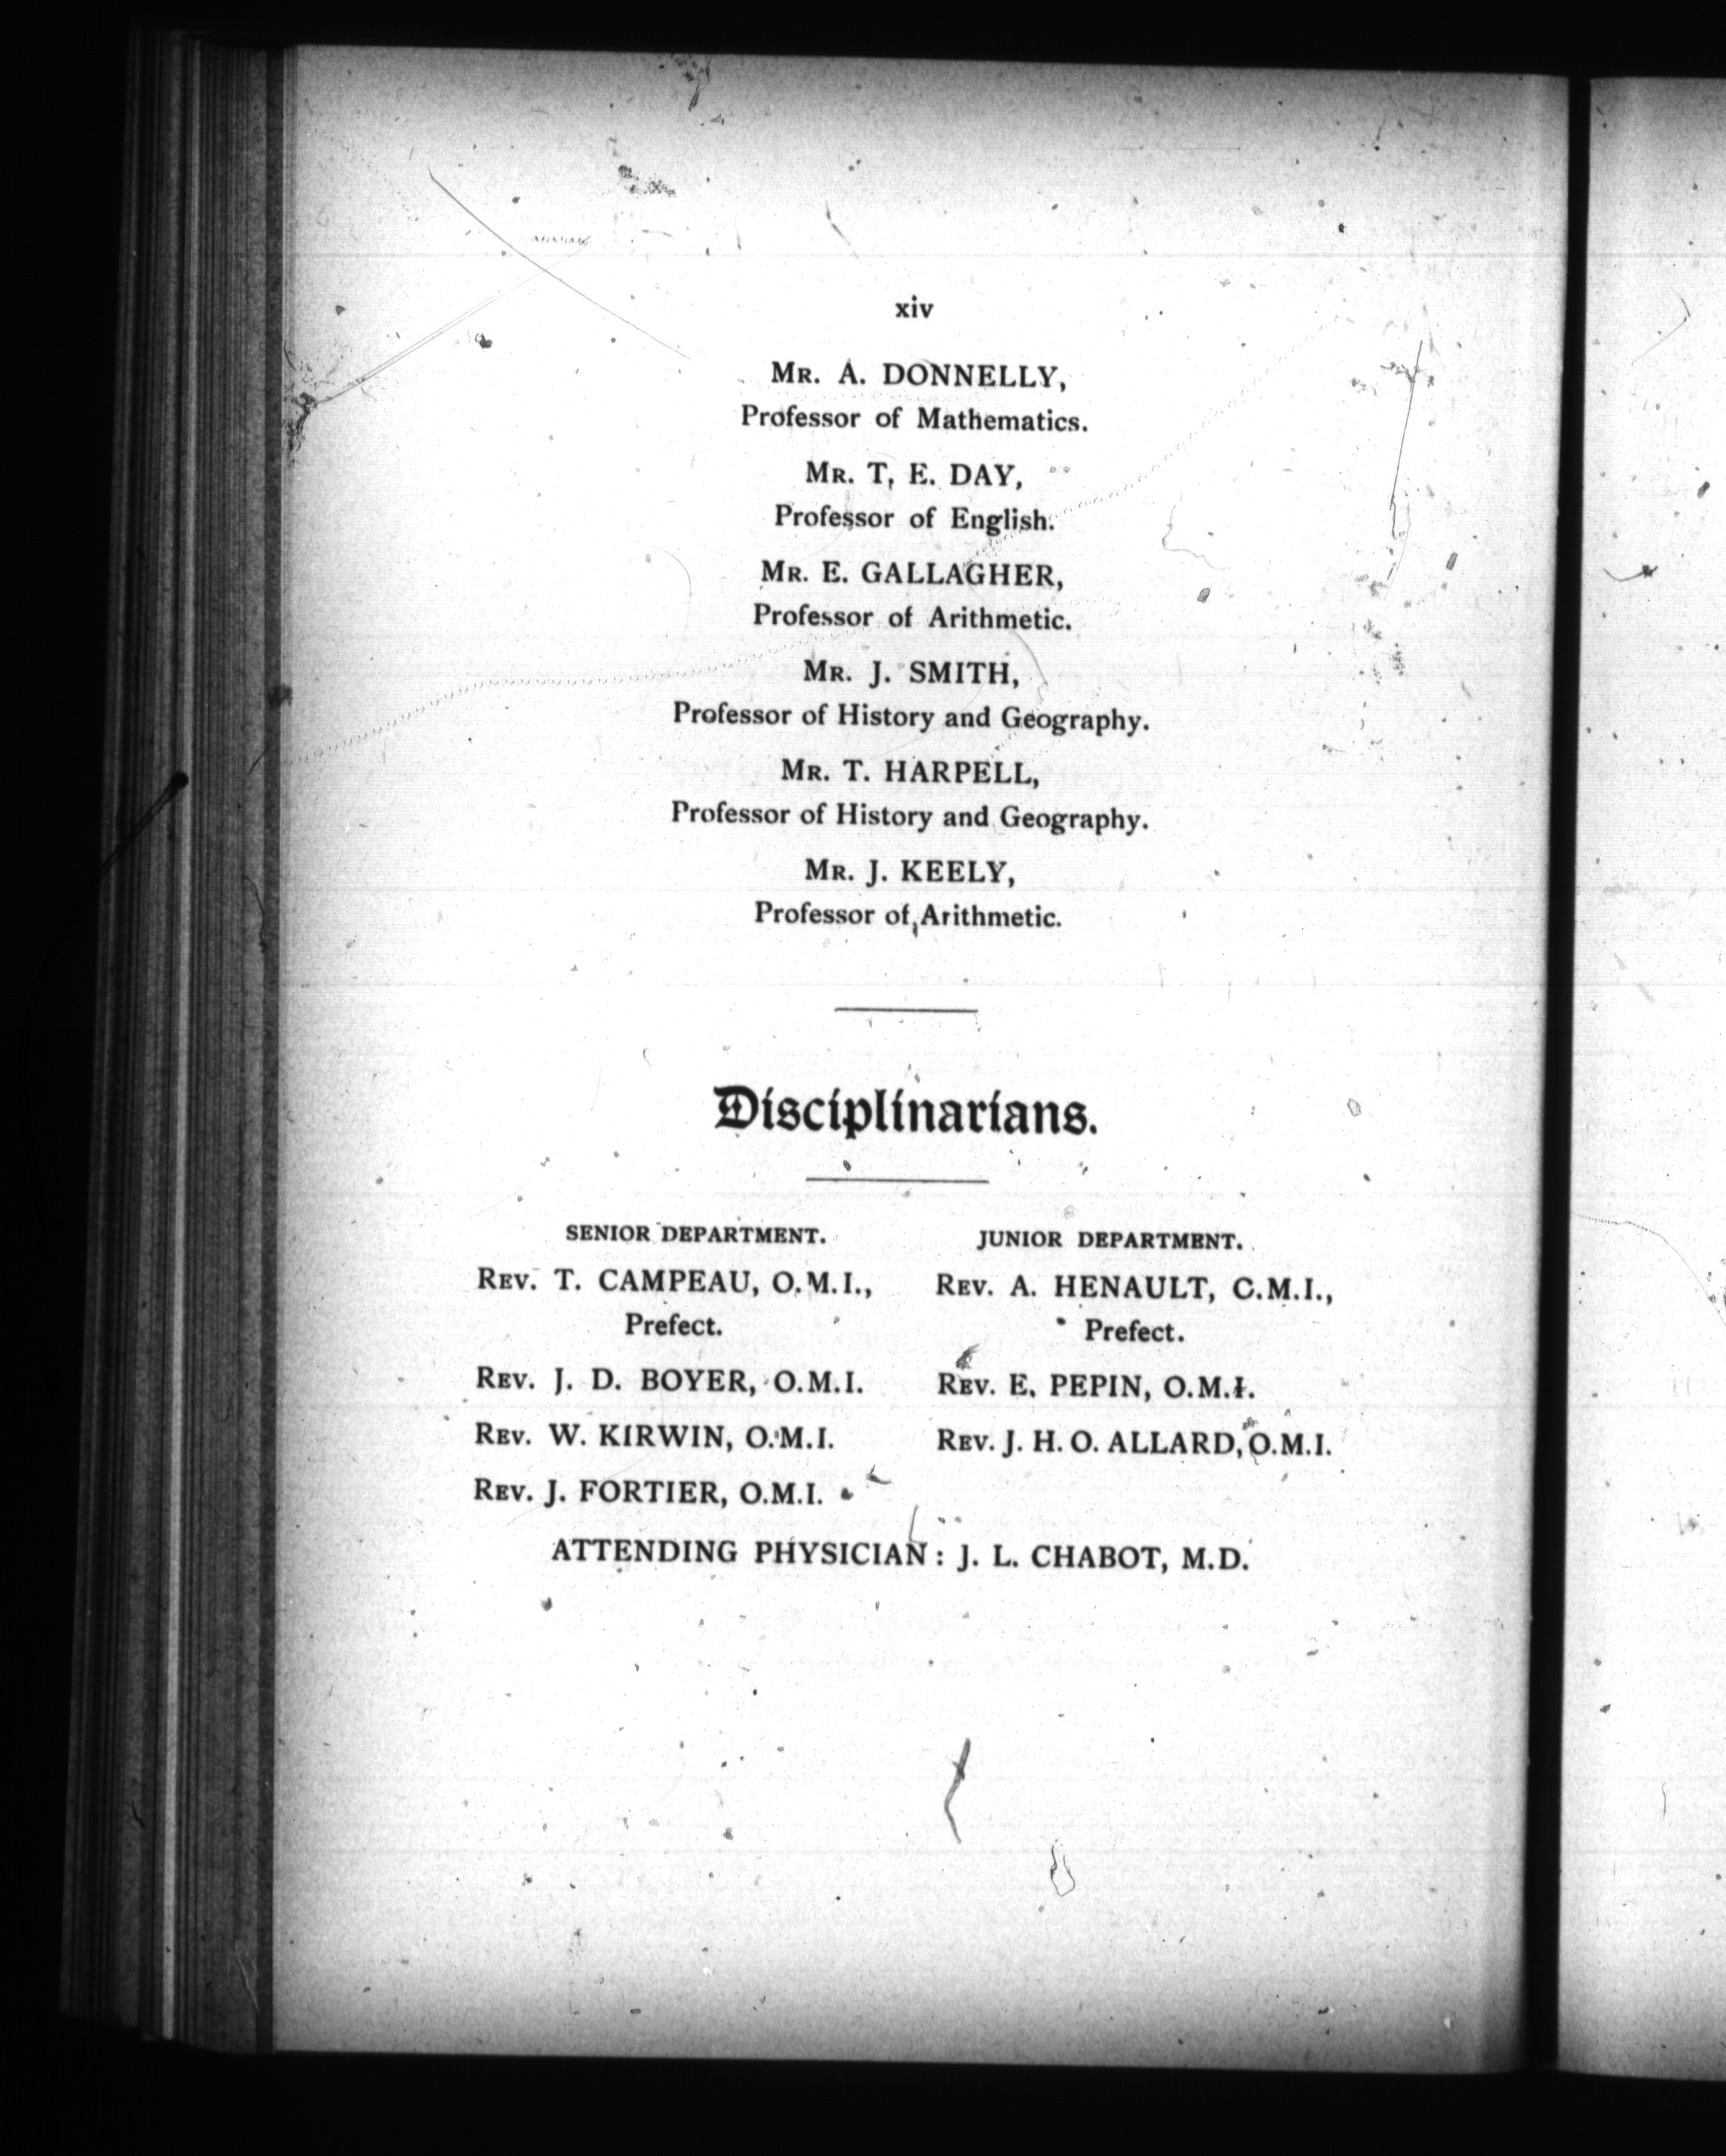 xiv
Mr. A. DONNELLY,
Professor of Mathematics.
Mr. T. E. DAY,
Professor of English.
Mr. E. GALLAGHER,
Professor of Arithmetic.
Mr. J. SMITH,
Professor of History and Geography.
Mr. T. HARPELL,
Professor of History and Geography.
Mr. J. KEELY,
Professor of Arithmetic.
Disciplinarians.
SENIOR DEPARTMENT.
Rev. T. CAMPEAU, O.M.I.,
Prefect.
Rev. J. D. BOYER, O.M.I.
Rev. W. KIRWIN, O.M.I.
Rev. J. FORTIER, O.M.I.
JUNIOR DEPARTMENT.
Rev. A. HENAULT, C.M.I.,
Prefect.
Rev. E. PEPIN, O.M.I.
Rev. J. H. O. ALLARD, O.M.I.
ATTENDING PHYSICIAN: J. L. CHABOT, M.D.